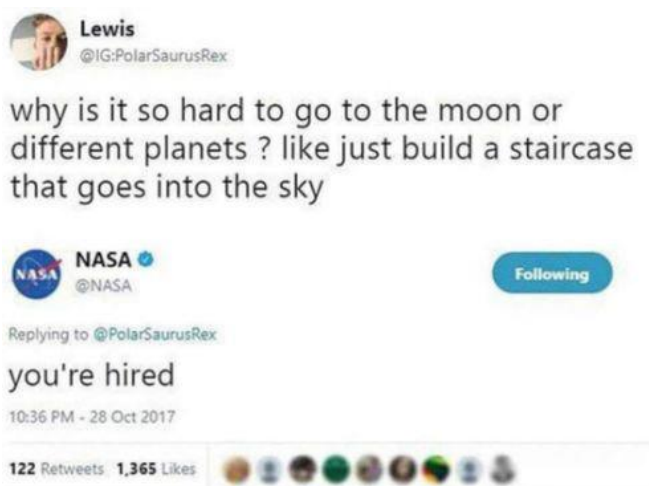 Lewis
@IG:PolarSaurusRex
why is it so hard to go to the moon or
different planets ? like just build a staircase
that goes into the sky
NASA
NASA
@NASA
Following
Replying to @PolarSaurusRex
you're hired
10:36 PM - 28 Oct 2017
122 Retweets 1,365 Likes